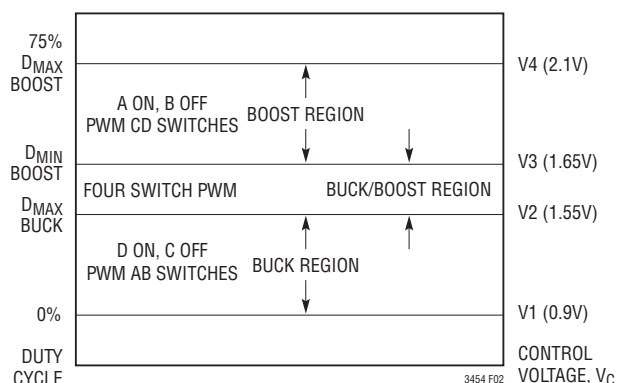 75%
DMAX
BOOST
V4 (2.1V)
A ON, B OFF
PWM CD SWITCHES
BOOST REGION
DMIN
BOOST
V3 (1.65V)
FOUR SWITCH PWM
BUCK/BOOST REGION
DMAX
BUCK
V2 (1.55V)
D ON, C OFF
PWM AB SWITCHES
BUCK REGION
0%
V1 (0.9V)
DUTY
CYCLE
3454 F02
CONTROL
VOLTAGE, VC